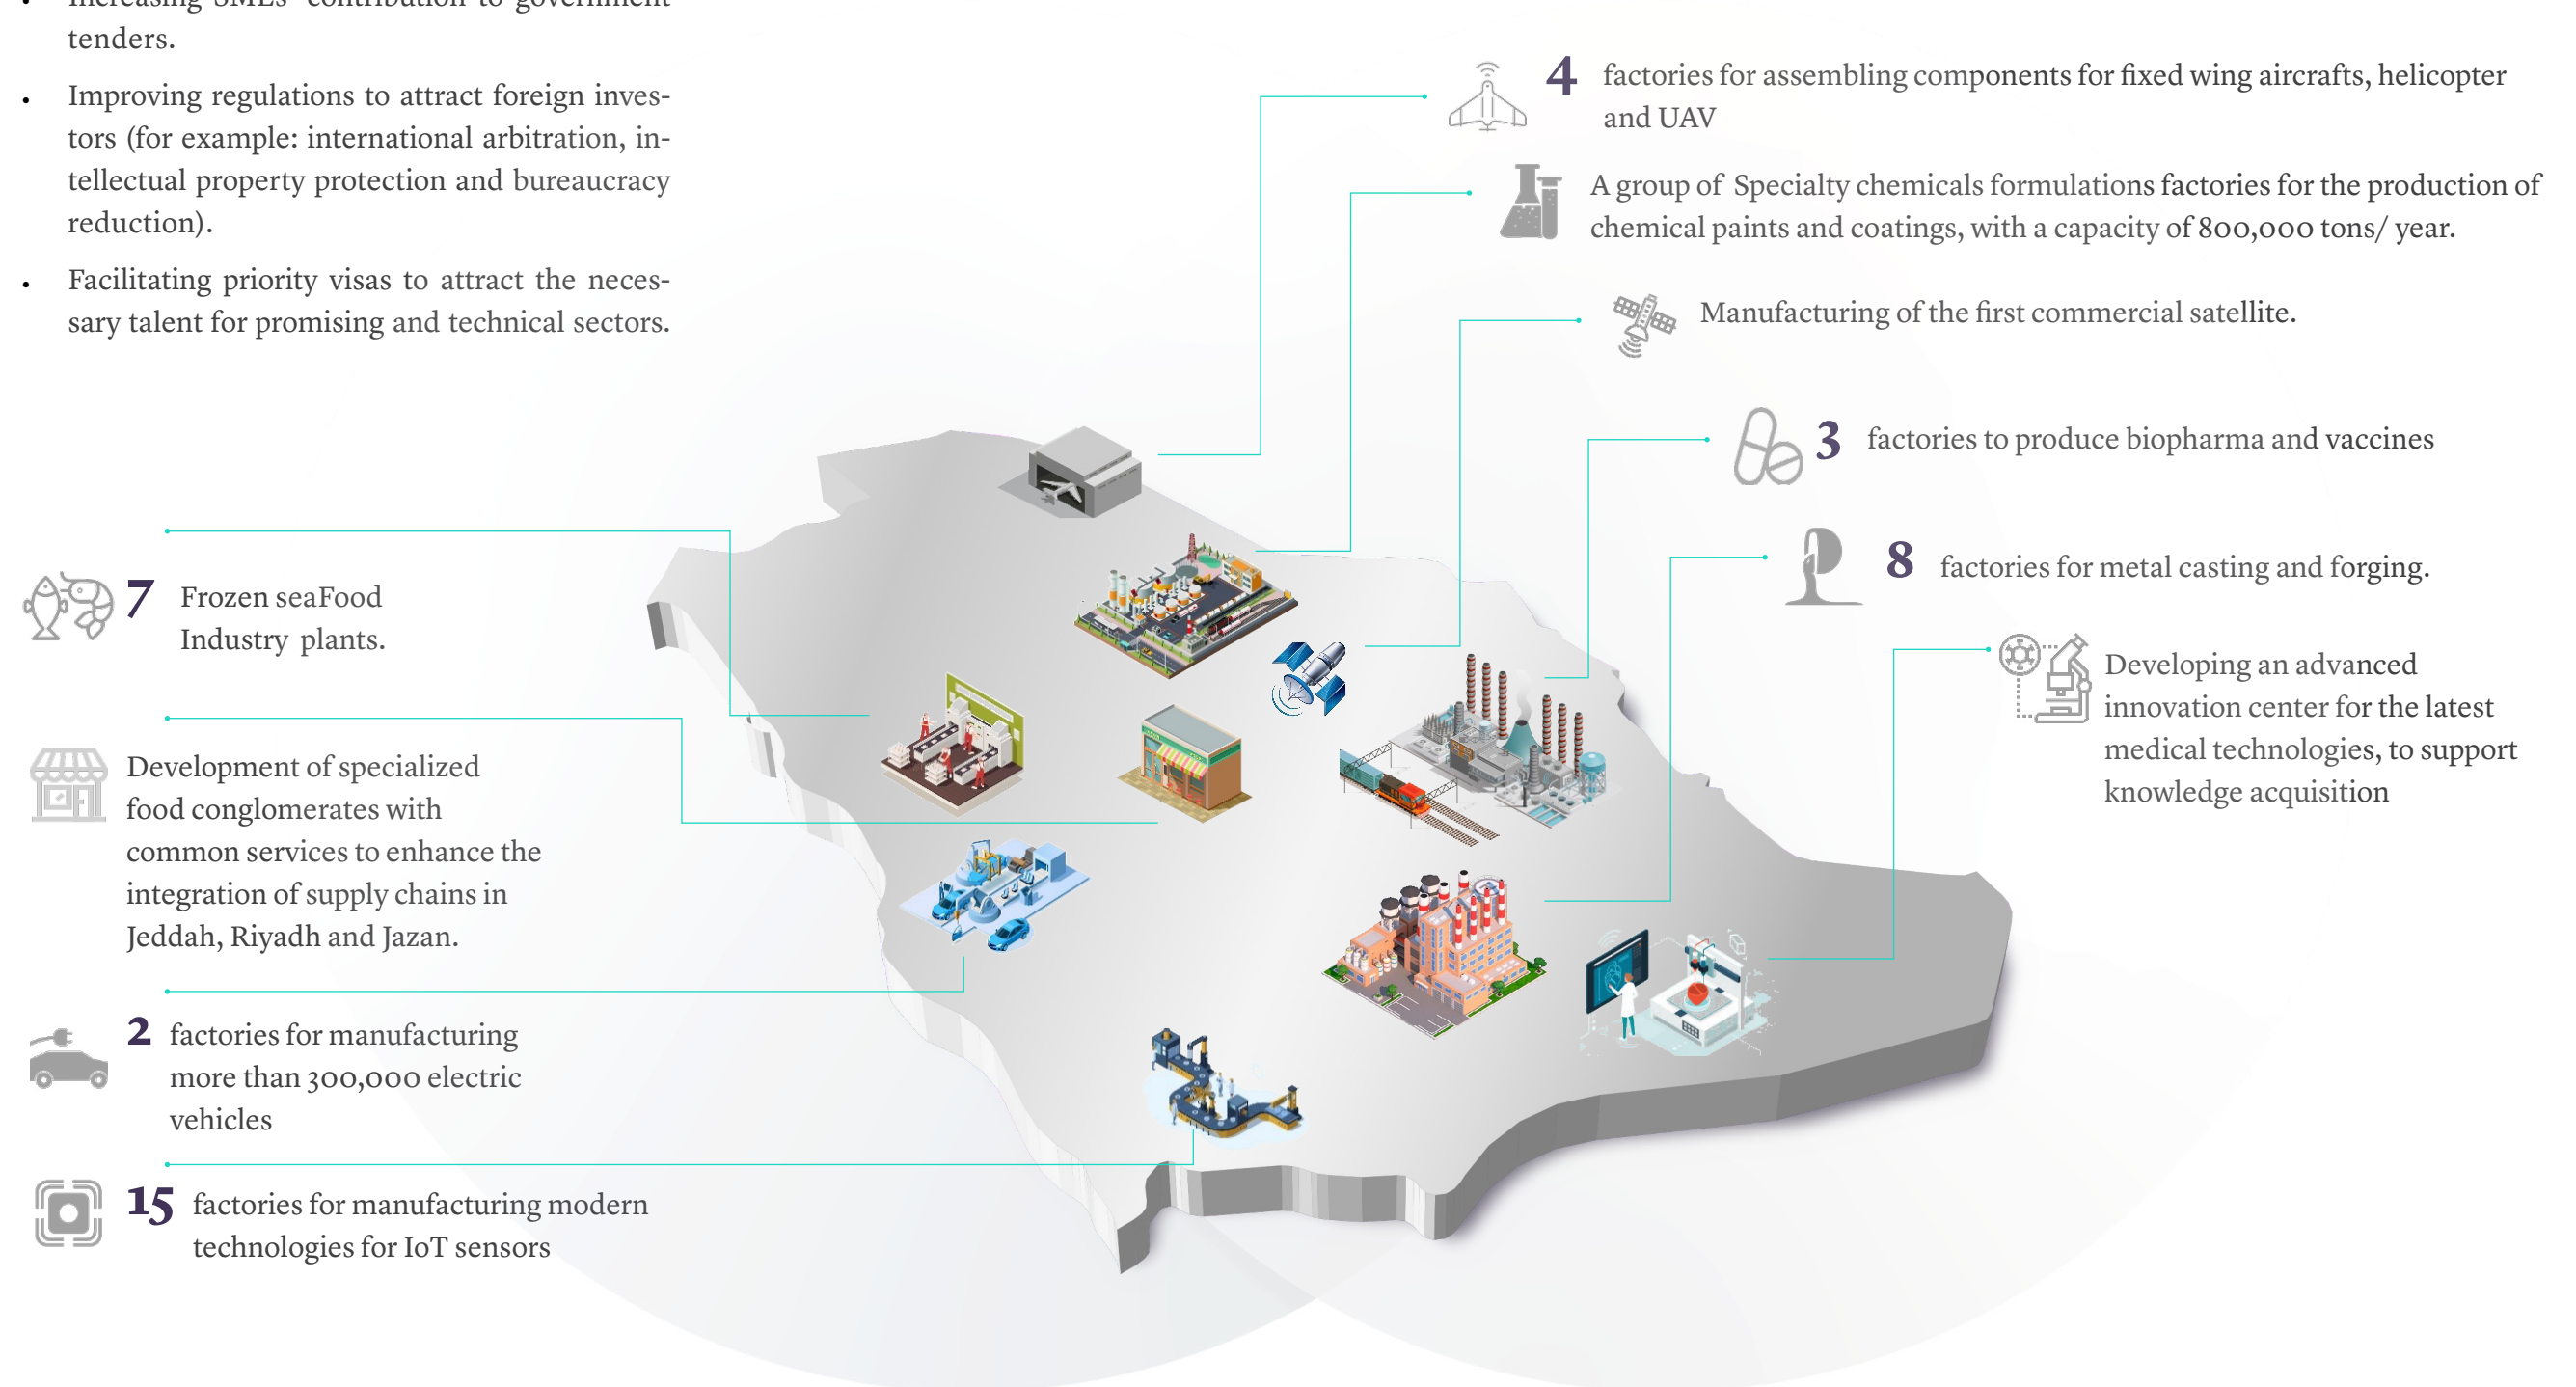 Increasing SMEs' contribution to government
tenders.
• Improving regulations to attract foreign inves-
tors (for example: international arbitration, in-
tellectual property protection and bureaucracy
reduction).
• Facilitating priority visas to attract the neces-
sary talent for promising and technical sectors.
4 factories for assembling components for fixed wing aircrafts, helicopter
and UAV
A group of Specialty chemicals formulations factories for the production of
chemical paints and coatings, with a capacity of 800,000 tons/ year.
Manufacturing of the first commercial satellite.
3 factories to produce biopharma and vaccines
8 factories for metal casting and forging.
Developing an advanced
innovation center for the latest
medical technologies, to support
knowledge acquisition
7 Frozen seaFood
Industry plants.
Development of specialized
food conglomerates with
common services to enhance the
integration of supply chains in
Jeddah, Riyadh and Jazan.
2 factories for manufacturing
more than 300,000 electric
vehicles
15 factories for manufacturing modern
technologies for IoT sensors